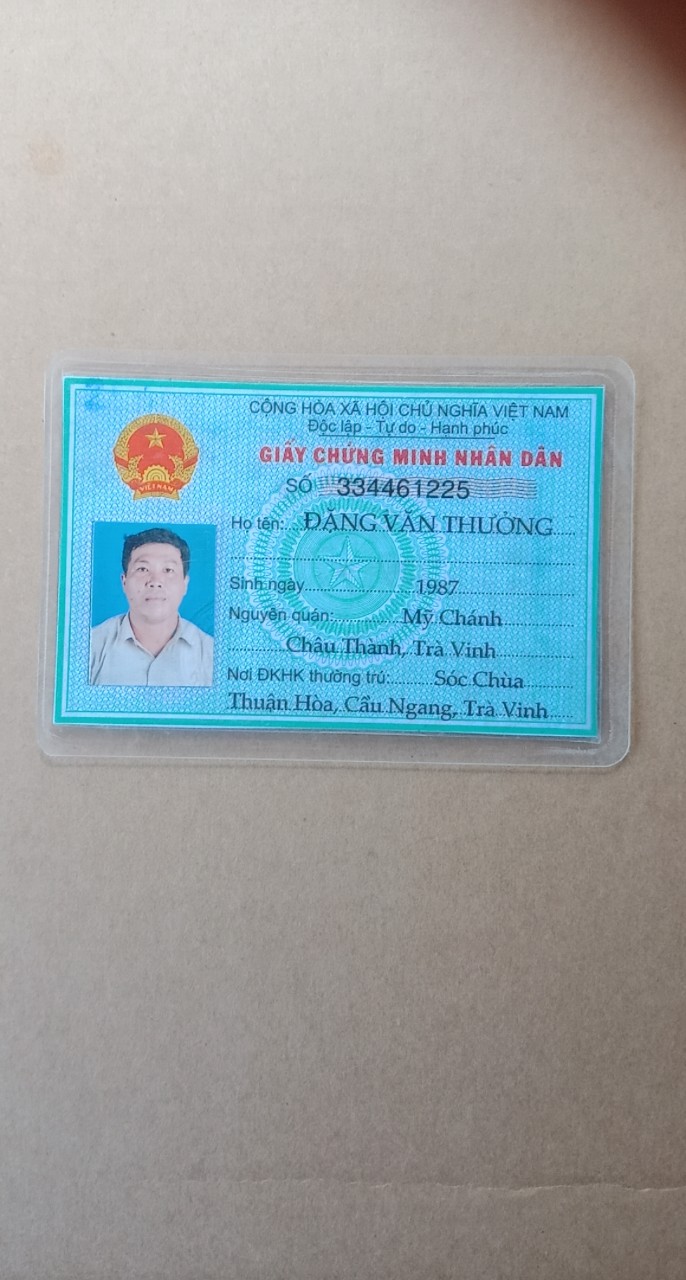 CỘNG HÒA XÃ HỘI CHỦ NGHĨA VIỆT NAM
Độc lập - Tự do - Hạnh phúc
GIẤY CHỨNG MINH NHÂN DÂN
SỐ 334461225
Họ tên: ĐẶNG VĂN THƯỞNG
Sinh ngày 1987
Nguyên quán: Mỹ Chánh
Châu Thành, Trà Vinh
Nơi ĐKHK thường trú: Sóc Chùa
Thuận Hòa, Cầu Ngang, Trà Vinh
VIỆT NAM